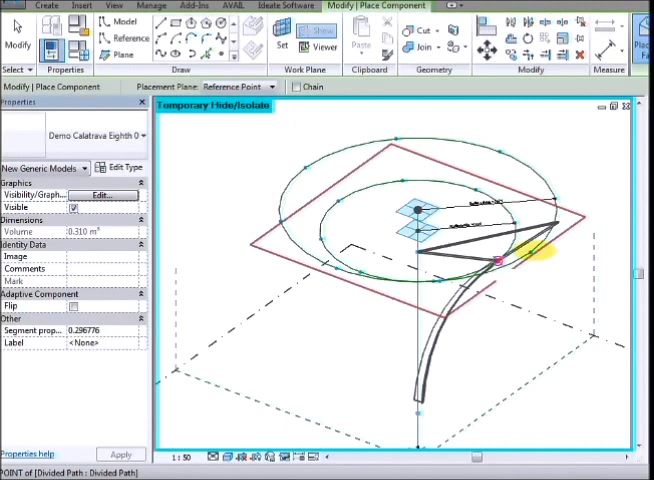 Create Insert View Manage Add-Ins AVAIL Ideate Software Modify | Place Component
Modify
Model
Reference
Plane
Set
Show
Viewer
Paste
Cut
Join
Select Properties Draw Work Plane Clipboard Geometry Modify Measure
Modify | Place Component Placement Plane: Reference Point Chain
Properties
Temporary Hide/Isolate
Demo Calatrava Eighth 0
New Generic Models Edit Type
Graphics
Visibility/Graph... Edit...
Visible
Dimensions
Volume 0.310 m³
Identity Data
Image
Comments
Mark
Adaptive Component
Flip
Other
Segment prop... 0.296776
Label <None>
Properties help Apply
1 : 50
POINT of [Divided Path : Divided Path]